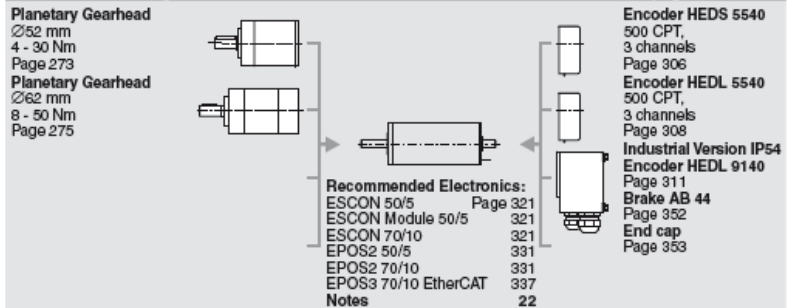 Planetary Gearhead
∅52 mm
4 - 30 Nm
Page 273
Planetary Gearhead
∅62 mm
8 - 50 Nm
Page 275
Encoder HEDS 5540
500 CPT,
3 channels
Page 306
Encoder HEDL 5540
500 CPT,
3 channels
Page 308
Industrial Version IP54
Encoder HEDL 9140
Page 311
Brake AB 44
Page 352
End cap
Page 353
Recommended Electronics:
ESCON 50/5 Page 321
ESCON Module 50/5 321
ESCON 70/10 321
EPOS2 50/5 331
EPOS2 70/10 331
EPOS3 70/10 EtherCAT 337
Notes 22